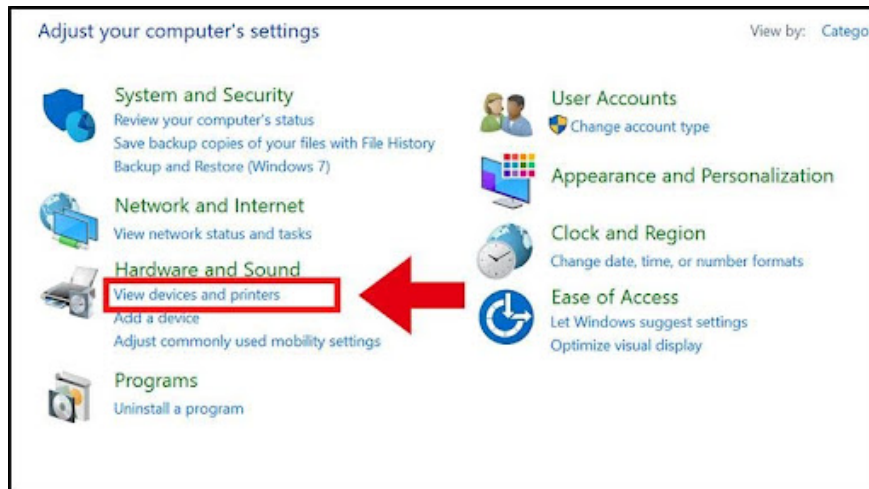 Adjust your computer's settings
View by:
System and Security
Review your computer's status
Save backup copies of your files with File History
Backup and Restore (Windows 7)
Network and Internet
View network status and tasks
Hardware and Sound
View devices and printers
Add a device
Adjust commonly used mobility settings
Programs
Uninstall a program
User Accounts
Change account type
Appearance and Personalization
Clock and Region
Change date, time, or number formats
Ease of Access
Let Windows suggest settings
Optimize visual display